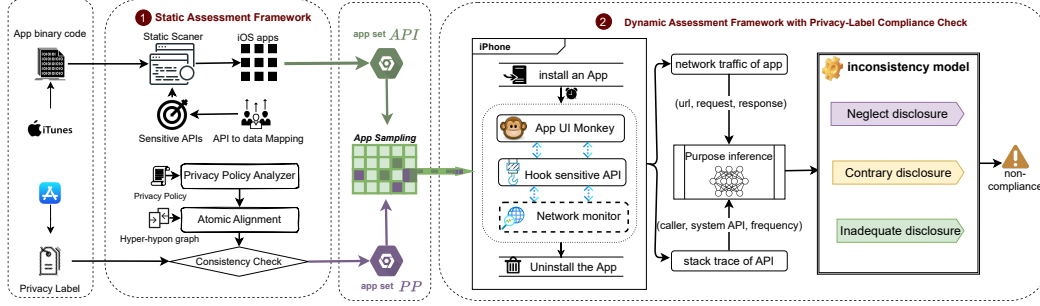 App binary code
iTunes
Privacy Label
1 Static Assessment Framework
Static Scaner
iOS apps
Sensitive APIs
API to data Mapping
Privacy Policy Analyzer
Privacy Policy
Atomic Alignment
Hyper-hypon graph
Consistency Check
app set API
App Sampling
app set PP
2 Dynamic Assessment Framework with Privacy-Label Compliance Check
iPhone
install an App
App UI Monkey
Hook sensitive API
Network monitor
Uninstall the App
network traffic of app
(url, request, response)
Purpose inference
(caller, system API, frequency)
stack trace of API
inconsistency model
Neglect disclosure
Contrary disclosure
Inadequate disclosure
non-
compliance